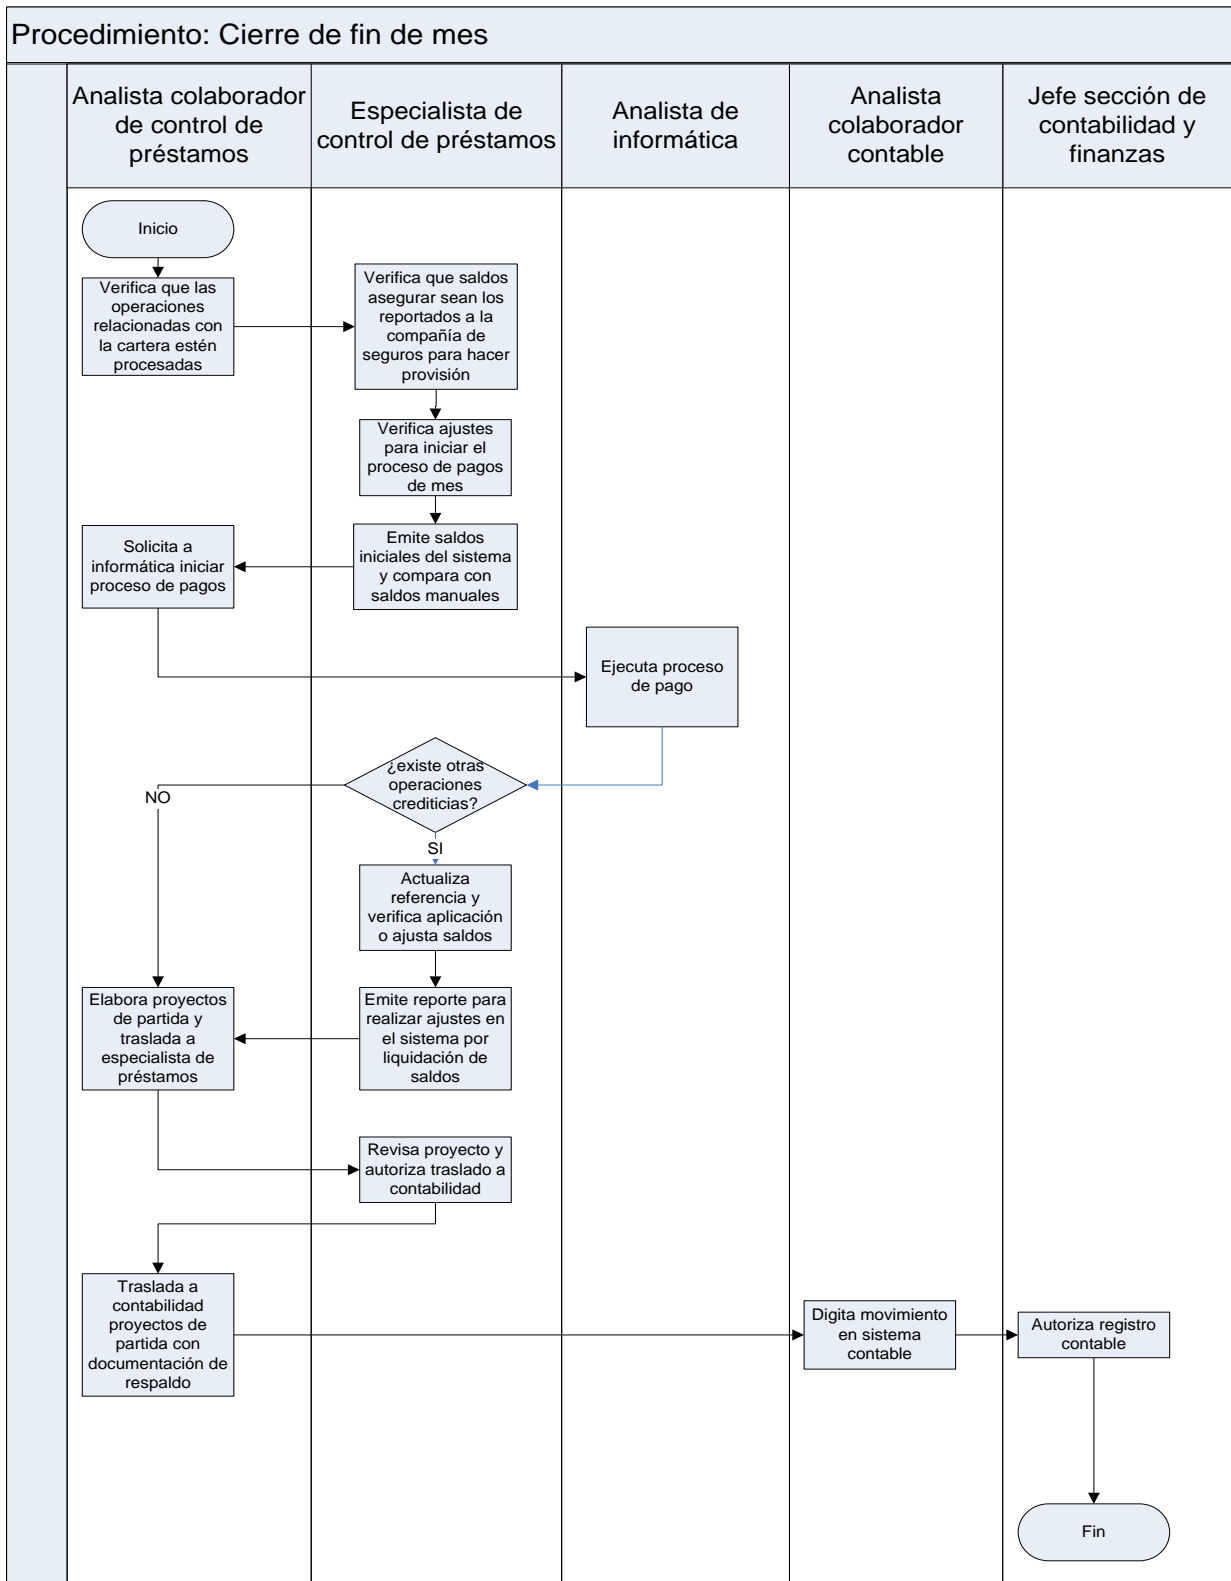 Procedimiento: Cierre de fin de mes
Analista colaborador
de control de
préstamos
Especialista de
control de préstamos
Analista de
informática
Analista
colaborador
contable
Jefe sección de
contabilidad y
finanzas
Inicio
Verifica que las
operaciones
relacionadas con
la cartera estén
procesadas
Verifica que saldos
asegurar sean los
reportados a la
compañía de
seguros para hacer
provisión
Verifica ajustes
para iniciar el
proceso de pagos
de mes
Emite saldos
iniciales del sistema
y compara con
saldos manuales
Solicita a
informática iniciar
proceso de pagos
Ejecuta proceso
de pago
¿existe otras
operaciones
crediticias?
NO
SI
Actualiza
referencia y
verifica aplicación
o ajusta saldos
Emite reporte para
realizar ajustes en
el sistema por
liquidación de
saldos
Elabora proyectos
de partida y
traslada a
especialista de
préstamos
Revisa proyecto y
autoriza traslado a
contabilidad
Traslada a
contabilidad
proyectos de
partida con
documentación de
respaldo
Digita movimiento
en sistema
contable
Autoriza registro
contable
Fin